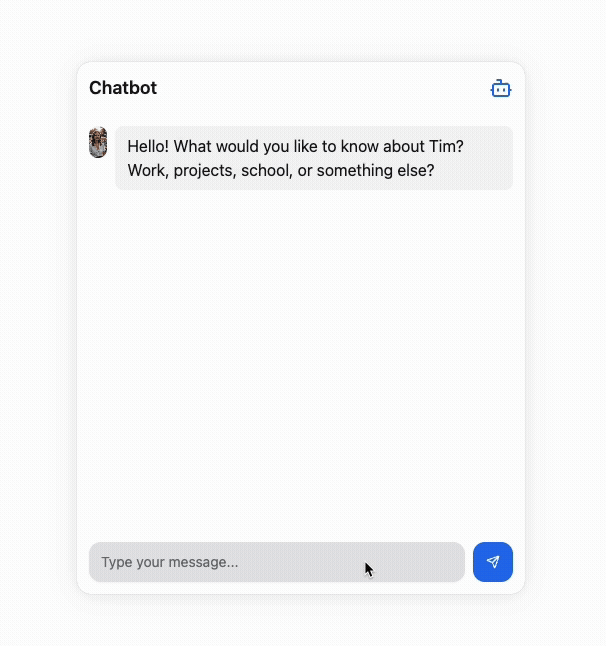 Chatbot
Hello! What would you like to know about Tim?
Work, projects, school, or something else?
Type your message...